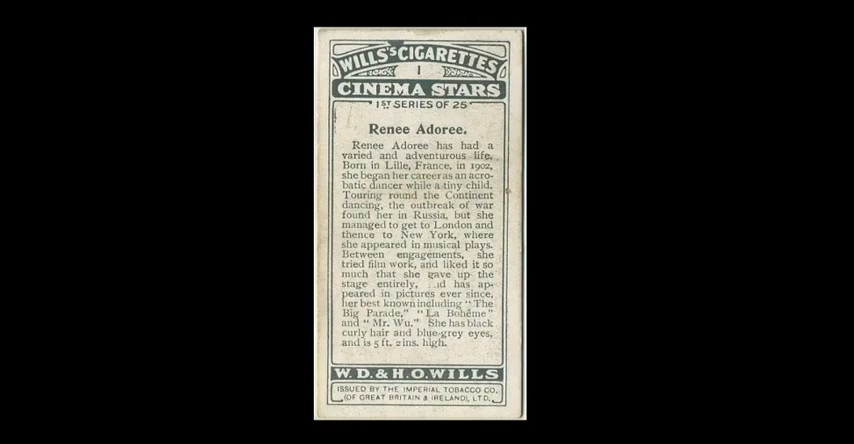 WILLS'S CIGARETTES
1
CINEMA STARS
1ST SERIES OF 25
Renee Adoree.
Renee Adoree has had a
varied and adventurous life.
Born in Lille, France, in 1902,
she began her career as an acro-
batic dancer while a tiny child.
Touring round the Continent
dancing, the outbreak of war
found her in Russia, but she
managed to get to London and
thence to New York, where
she appeared in musical plays.
Between engagements, she
tried film work, and liked it so
much that she gave up the
stage entirely, has ap-
peared in pictures ever since,
her best known including "The
Big Parade," "La Bohême"
and "Mr. Wu." She has black
curly hair and blue-grey eyes,
and is 5 ft. 2 ins. high.
W. D. & H. O. WILLS
ISSUED BY THE IMPERIAL TOBACCO CO.
(OF GREAT BRITAIN & IRELAND), LTD.